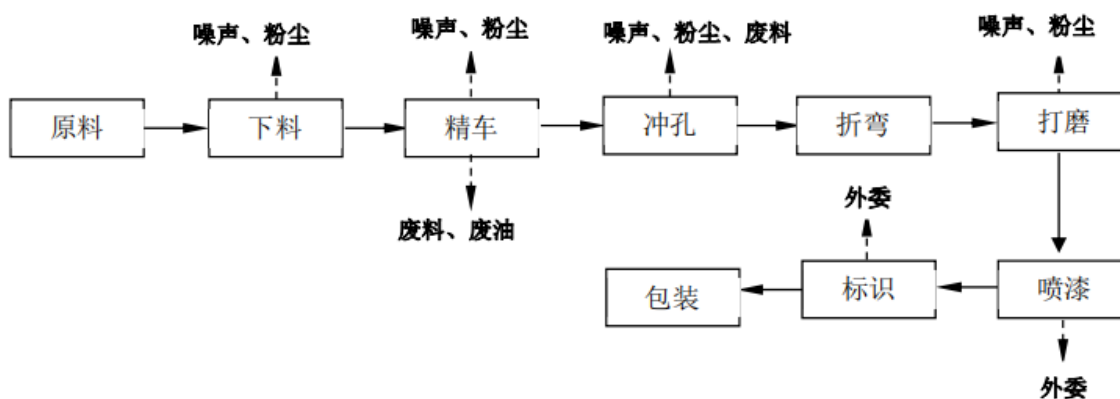 噪声、粉尘
噪声、粉尘
噪声、粉尘、废料
噪声、粉尘
原料
下料
精车
冲孔
折弯
打磨
废料、废油
外委
包装
标识
喷漆
外委